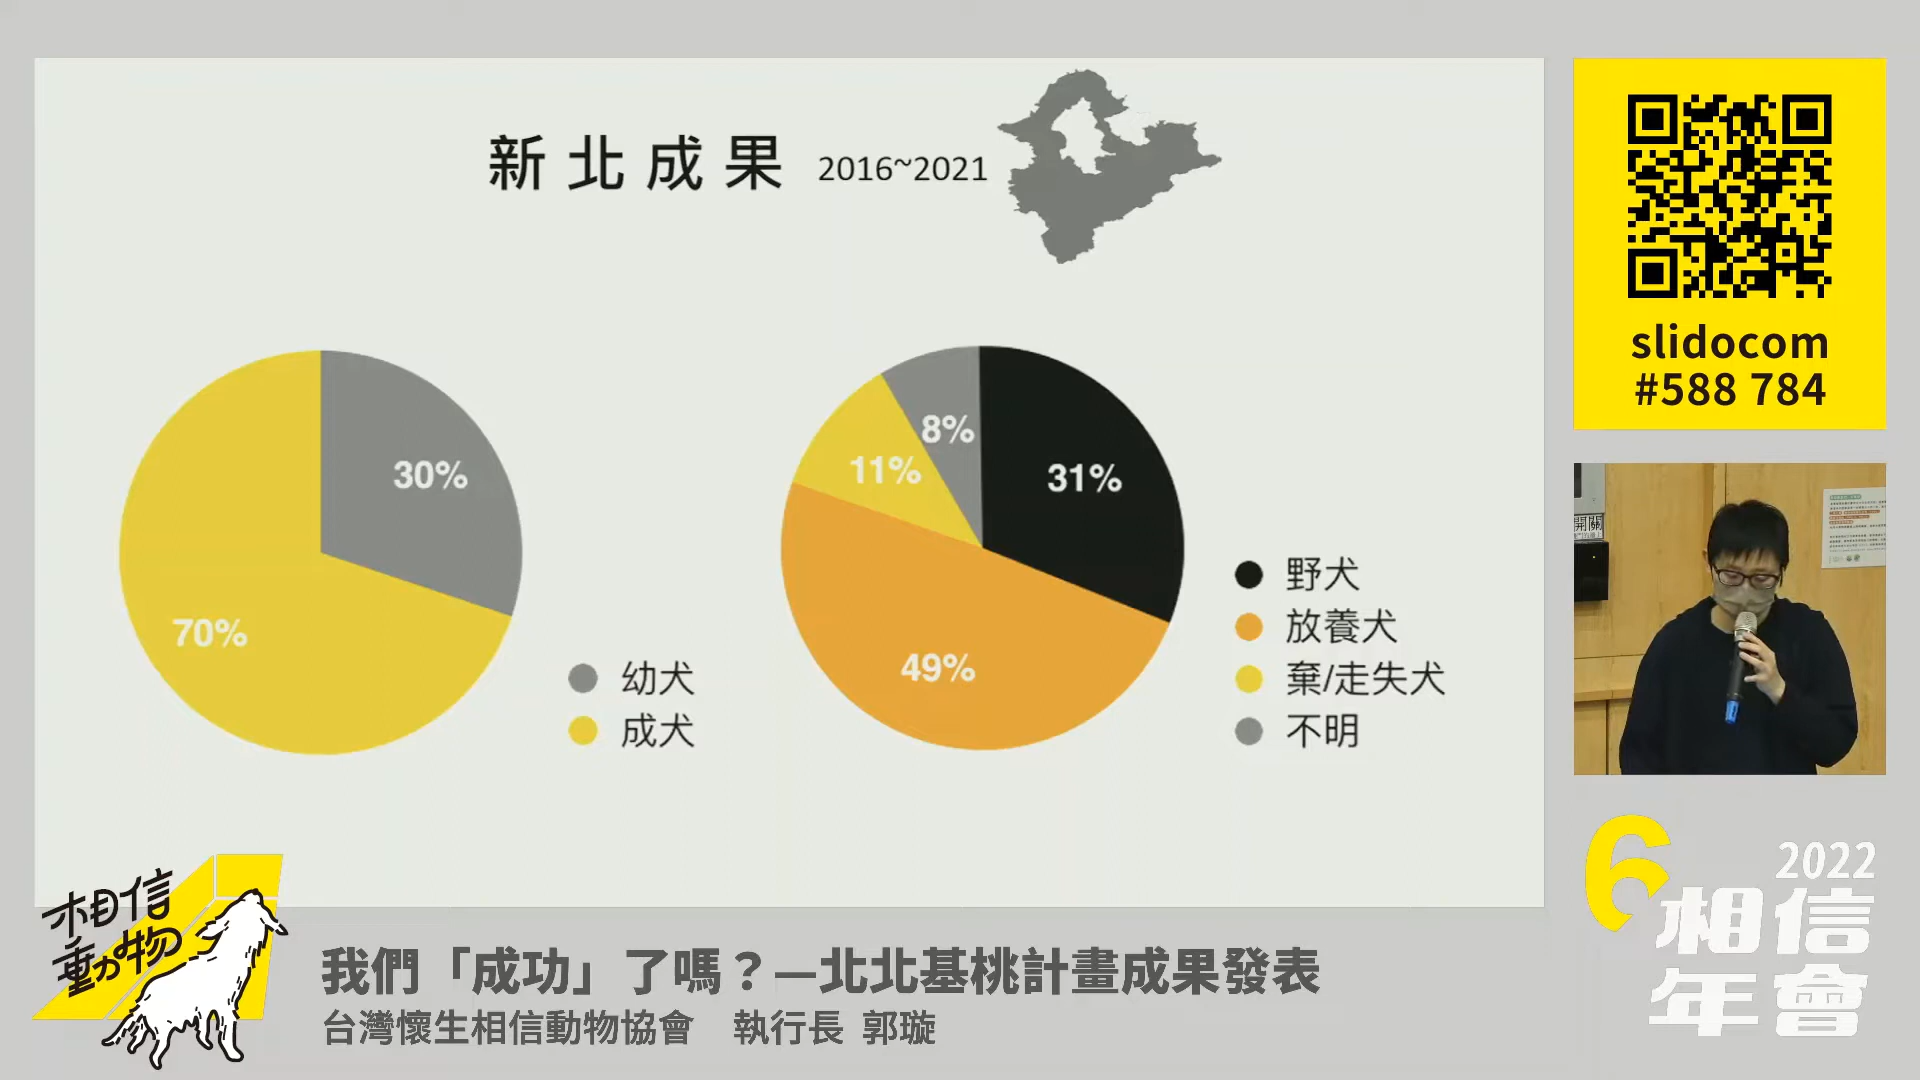 新北成果 2016~2021
30%
70%
幼犬
成犬
8%
11%
31%
49%
野犬
放養犬
棄/走失犬
不明
slidocom
#588 784
開關
6
2022
相信
年會
相信
動物
我們「成功」了嗎？—北北基桃計畫成果發表
台灣懷生相信動物協會 執行長 郭璇